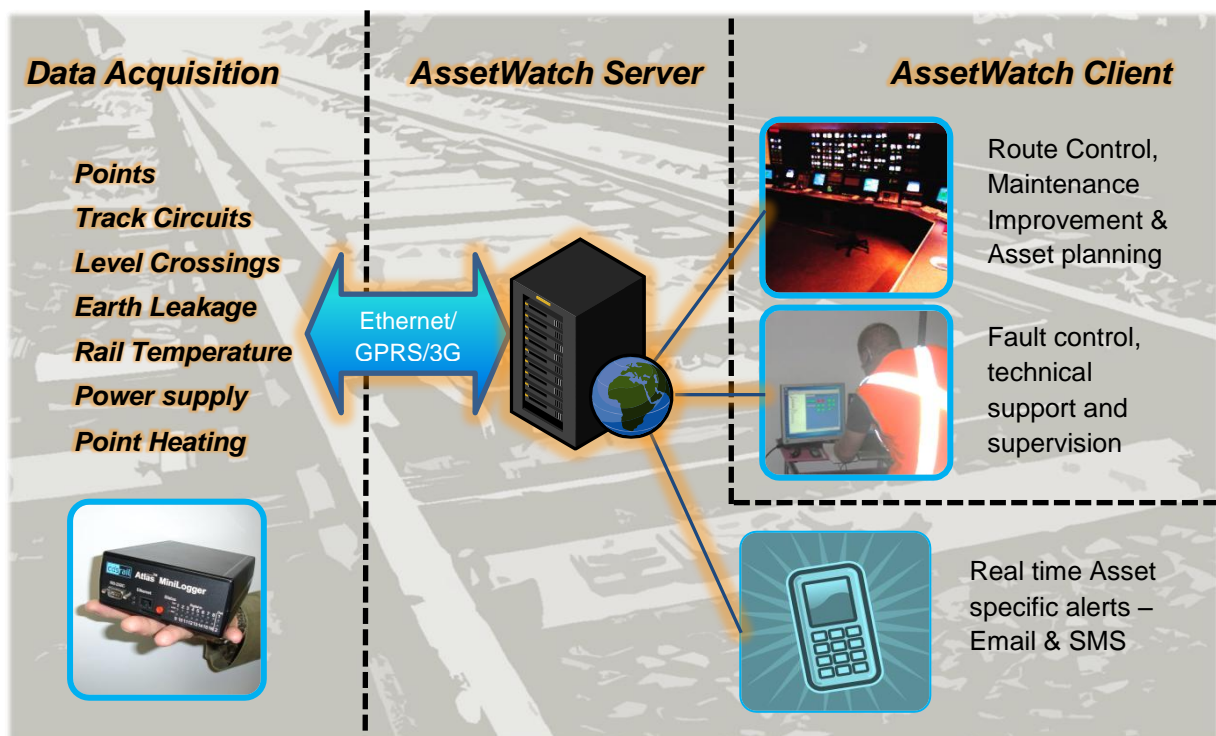 Data Acquisition
AssetWatch Server
AssetWatch Client
Points
Track Circuits
Level Crossings
Earth Leakage
Rail Temperature
Power supply
Point Heating
Ethernet/
GPRS/3G
Route Control,
Maintenance
Improvement &
Asset planning
Fault control,
technical
support and
supervision
Real time Asset
specific alerts –
Email & SMS
Atlas MiniLogger
Ethernet
Status